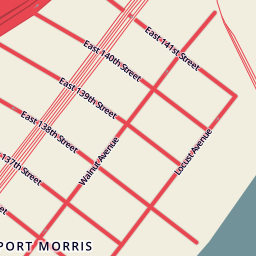 East 141st Street
East 140th Street
East 139th Street
East 138th Street
137th Street
Walnut Avenue
Locust Avenue
PORT MORRIS